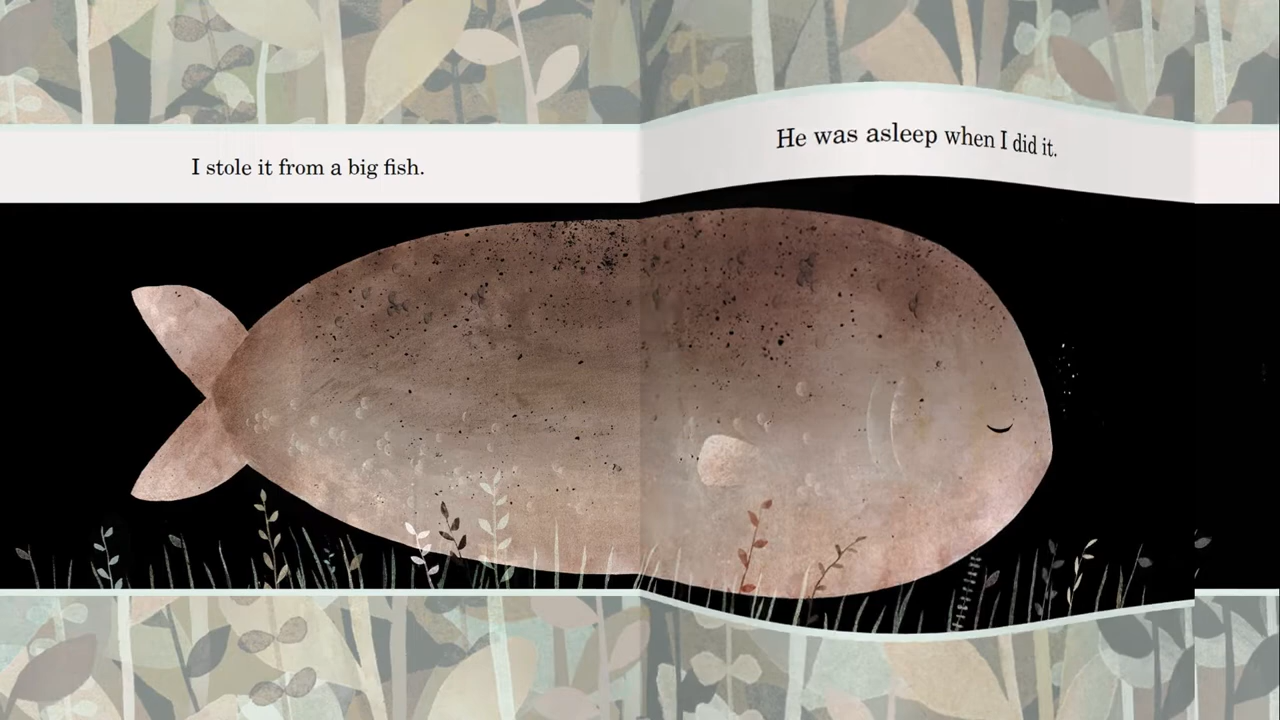 I stole it from a big fish.
He was asleep when I did it.